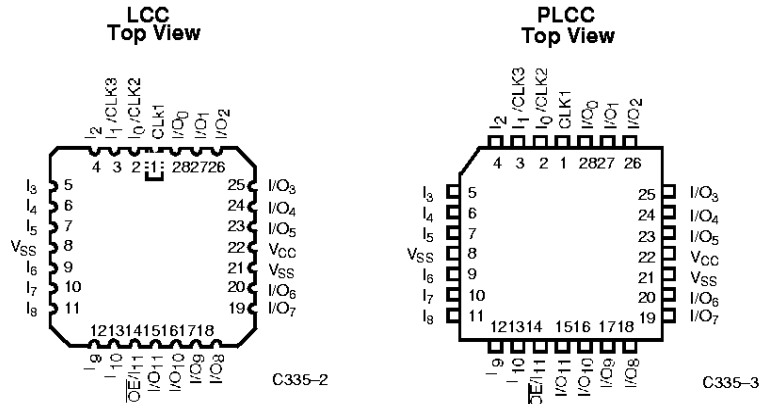 LCC
Top View
I2 I1/CLK3 I0/CLK2 CLk1 I/O0 I/O1 I/O2
4 3 2 1 28 27 26
I3 5 25 I/O3
I4 6 24 I/O4
I5 7 23 I/O5
VSS 8 22 VCC
I6 9 21 VSS
I7 10 20 I/O6
I8 11 19 I/O7
12 13 14 15 16 17 18
I9 I10 O̅E̅/I11 I/O11 I/O10 I/O9 I/O8
C335–2
PLCC
Top View
I2 I1/CLK3 I0/CLK2 CLK1 I/O0 I/O1 I/O2
4 3 2 1 28 27 26
I3 5 25 I/O3
I4 6 24 I/O4
I5 7 23 I/O5
VSS 8 22 VCC
I6 9 21 VSS
I7 10 20 I/O6
I8 11 19 I/O7
12 13 14 15 16 17 18
I9 I10 O̅E̅/I11 I/O11 I/O10 I/O9 I/O8
C335–3